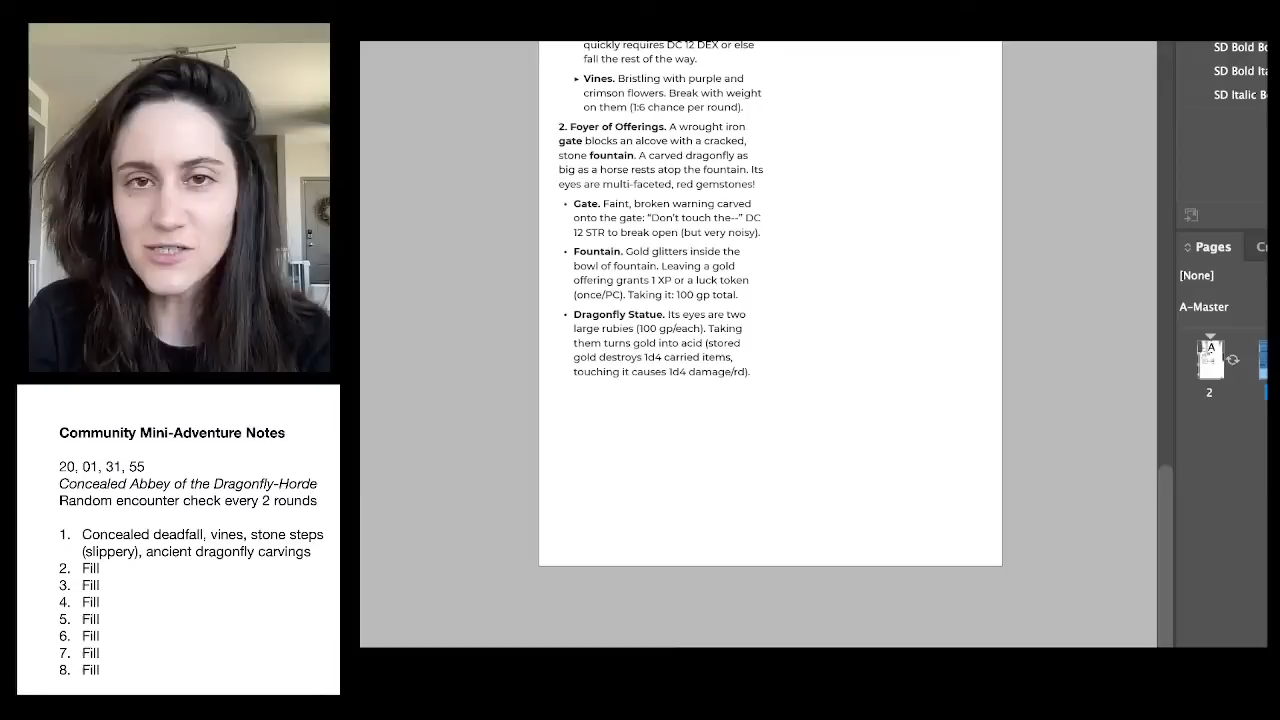 quickly requires DC 12 DEX or else
fall the rest of the way.
▸ Vines. Bristling with purple and
crimson flowers. Break with weight
on them (1:6 chance per round).
2. Foyer of Offerings. A wrought iron
gate blocks an alcove with a cracked,
stone fountain. A carved dragonfly as
big as a horse rests atop the fountain. Its
eyes are multi-faceted, red gemstones!
• Gate. Faint, broken warning carved
onto the gate: "Don't touch the--" DC
12 STR to break open (but very noisy).
• Fountain. Gold glitters inside the
bowl of fountain. Leaving a gold
offering grants 1 XP or a luck token
(once/PC). Taking it: 100 gp total.
• Dragonfly Statue. Its eyes are two
large rubies (100 gp/each). Taking
them turns gold into acid (stored
gold destroys 1d4 carried items,
touching it causes 1d4 damage/rd).
SD Bold Bo
SD Bold Ita
SD Italic Bo
Pages
[None]
A-Master
A
2
Community Mini-Adventure Notes
20, 01, 31, 55
Concealed Abbey of the Dragonfly-Horde
Random encounter check every 2 rounds
1. Concealed deadfall, vines, stone steps
(slippery), ancient dragonfly carvings
2. Fill
3. Fill
4. Fill
5. Fill
6. Fill
7. Fill
8. Fill